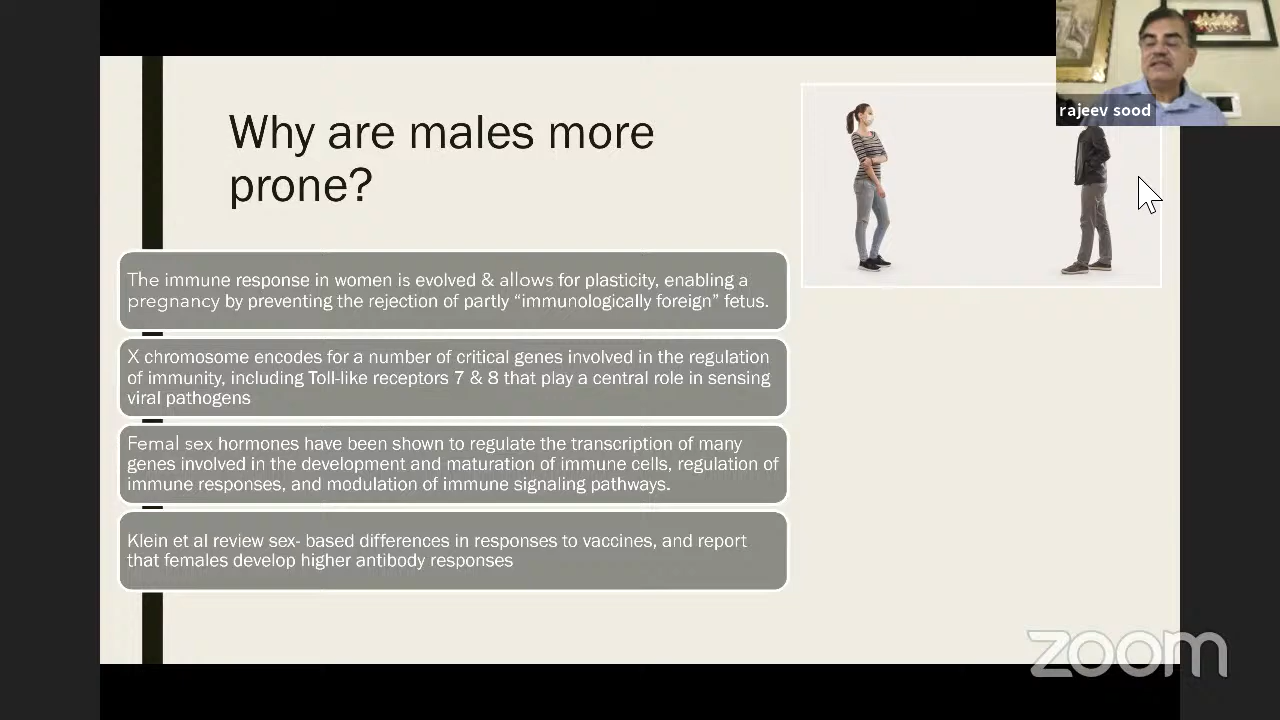 Why are males more
prone?
rajeev sood
The immune response in women is evolved & allows for plasticity, enabling a
pregnancy by preventing the rejection of partly “immunologically foreign” fetus.
X chromosome encodes for a number of critical genes involved in the regulation
of immunity, including Toll-like receptors 7 & 8 that play a central role in sensing
viral pathogens
Femal sex hormones have been shown to regulate the transcription of many
genes involved in the development and maturation of immune cells, regulation of
immune responses, and modulation of immune signaling pathways.
Klein et al review sex- based differences in responses to vaccines, and report
that females develop higher antibody responses
zoom